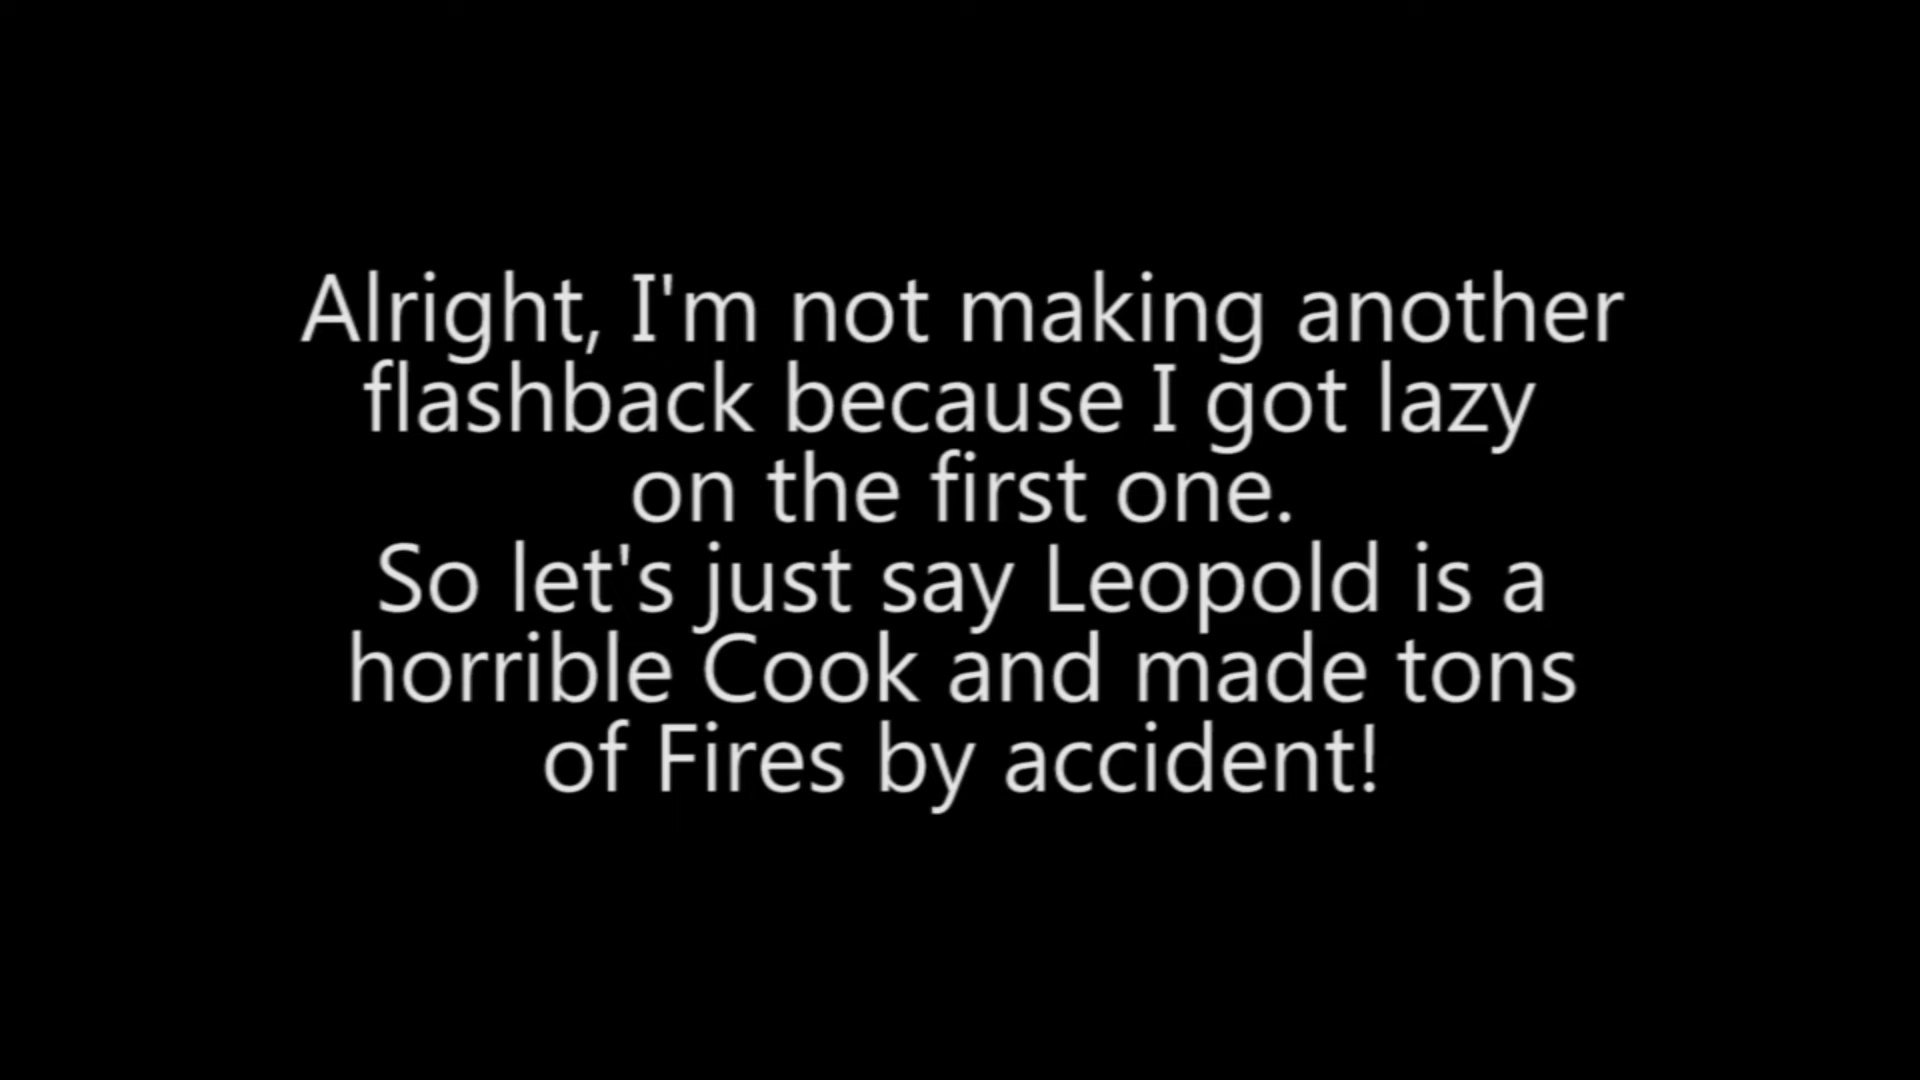 Alright, I'm not making another
flashback because I got lazy
on the first one.
So let's just say Leopold is a
horrible Cook and made tons
of Fires by accident!